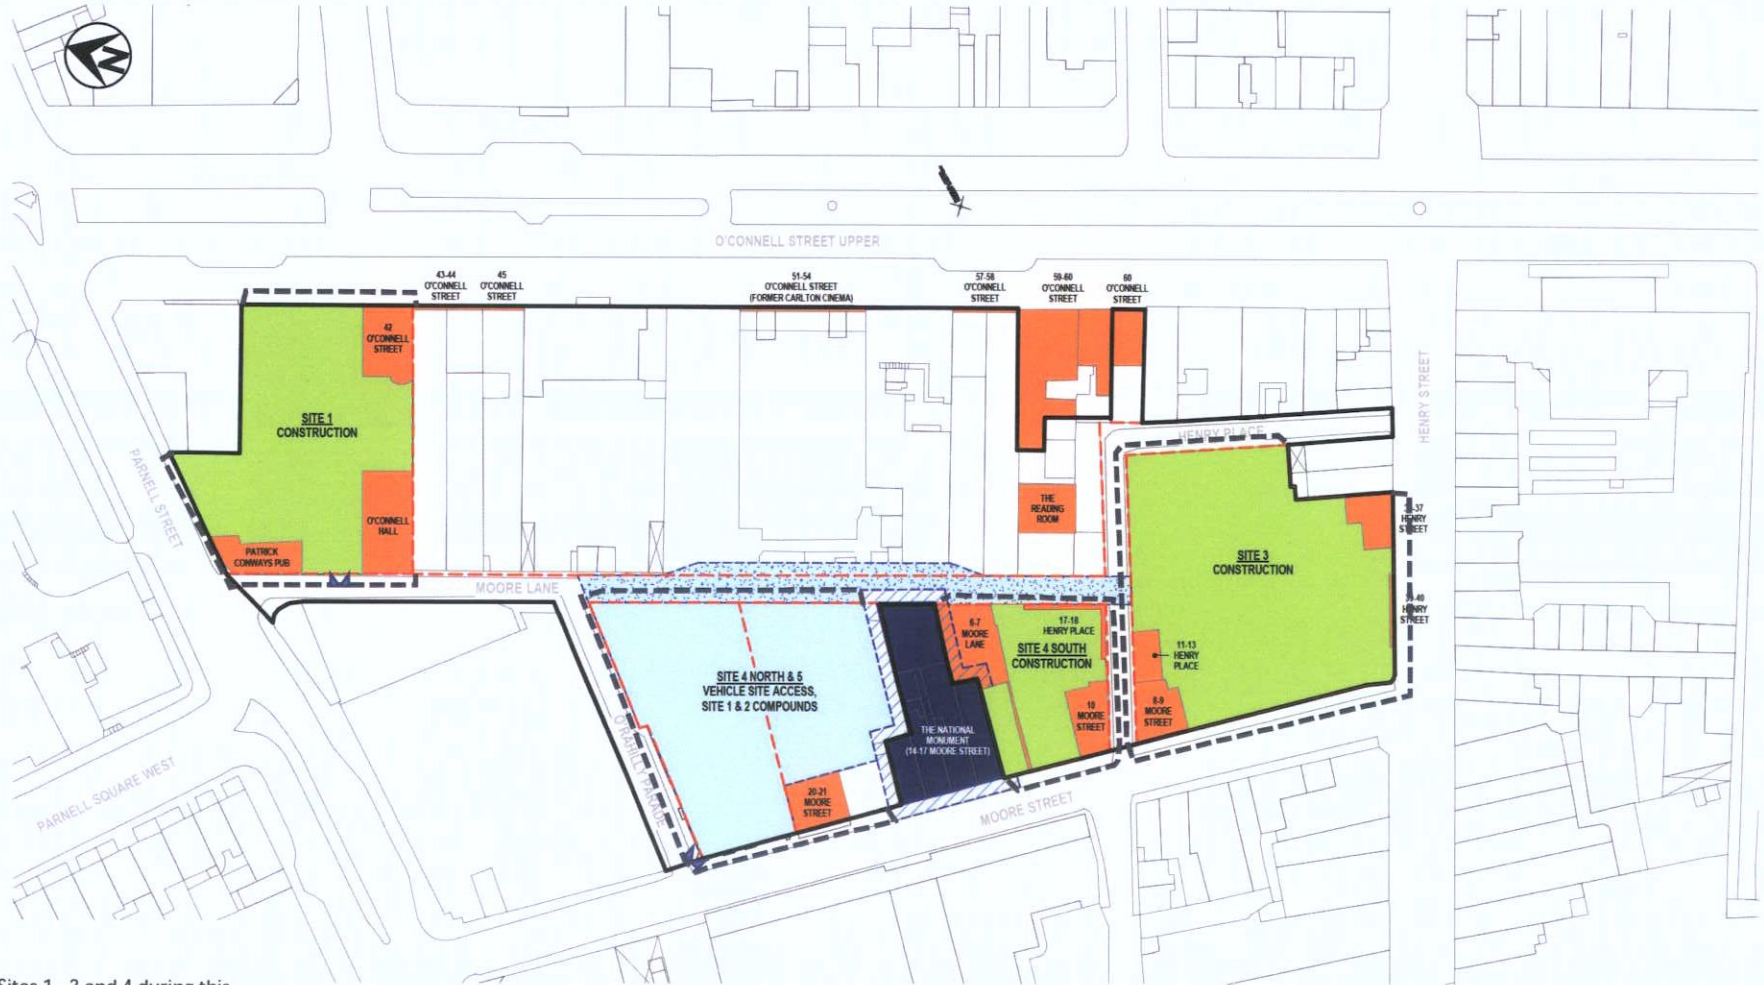 N
O'CONNELL STREET UPPER
43-44
O'CONNELL
STREET
45
O'CONNELL
STREET
51-54
O'CONNELL STREET
(FORMER CARLTON CINEMA)
57-58
O'CONNELL
STREET
59-60
O'CONNELL
STREET
60
O'CONNELL
STREET
42
O'CONNELL
STREET
SITE 1
CONSTRUCTION
HENRY STREET
HENRY PLACE
PARNELL STREET
O'CONNELL
HALL
PATRICK
CONWAYS PUB
THE
READING
ROOM
HENRY
STREET
SITE 3
CONSTRUCTION
MOORE LANE
HENRY
STREET
6-7
MOORE
LANE
17-18
HENRY PLACE
SITE 4 SOUTH
CONSTRUCTION
11-13
HENRY
PLACE
SITE 4 NORTH & 5
VEHICLE SITE ACCESS,
SITE 1 & 2 COMPOUNDS
10
MOORE
STREET
8-9
MOORE
STREET
THE NATIONAL
MONUMENT
(14-17 MOORE STREET)
O'RAHILLY PARADE
20-21
MOORE
STREET
PARNELL SQUARE WEST
MOORE STREET